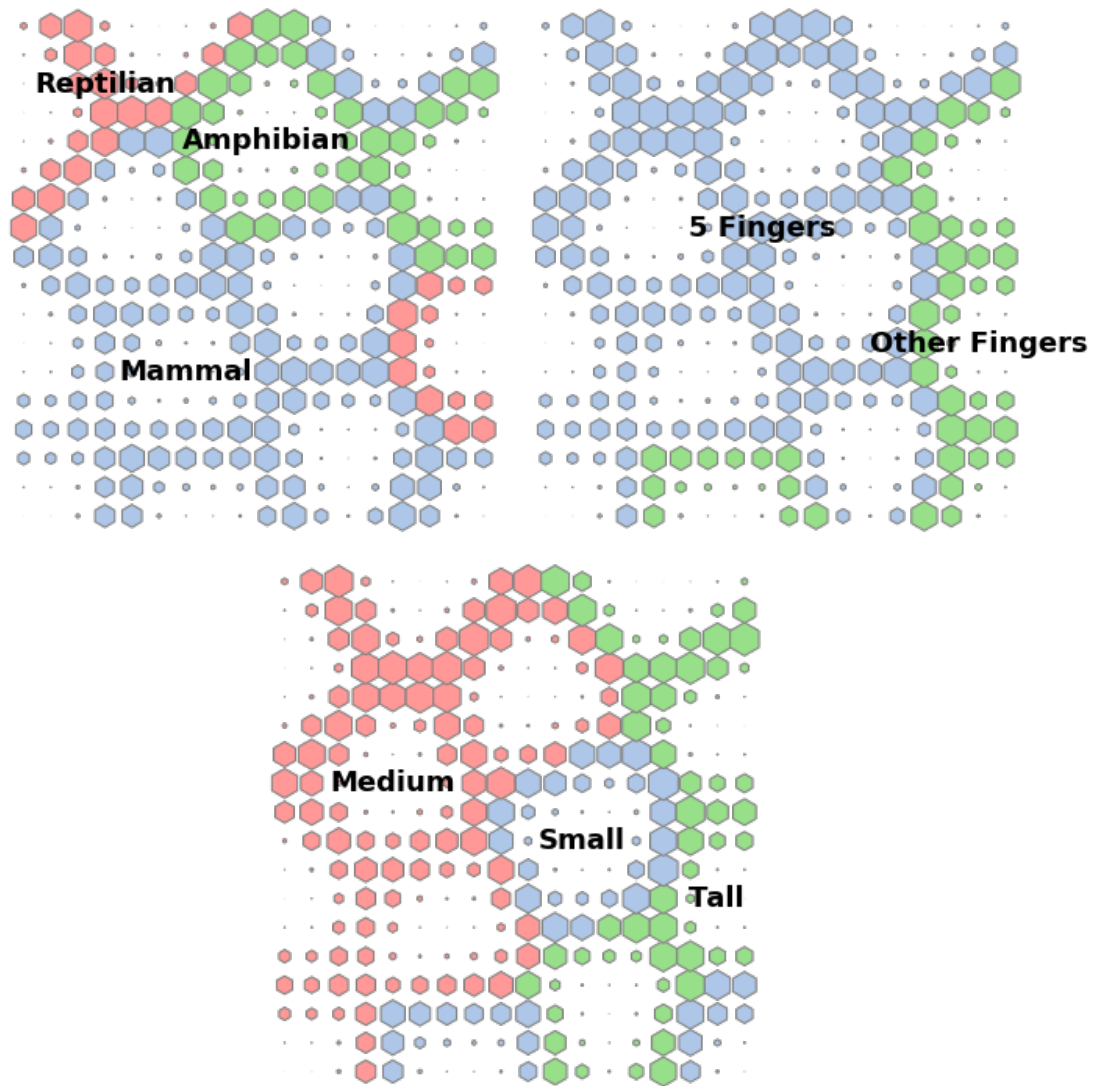 Reptilian
Amphibian
Mammal
5 Fingers
Other Fingers
Medium
Small
Tall